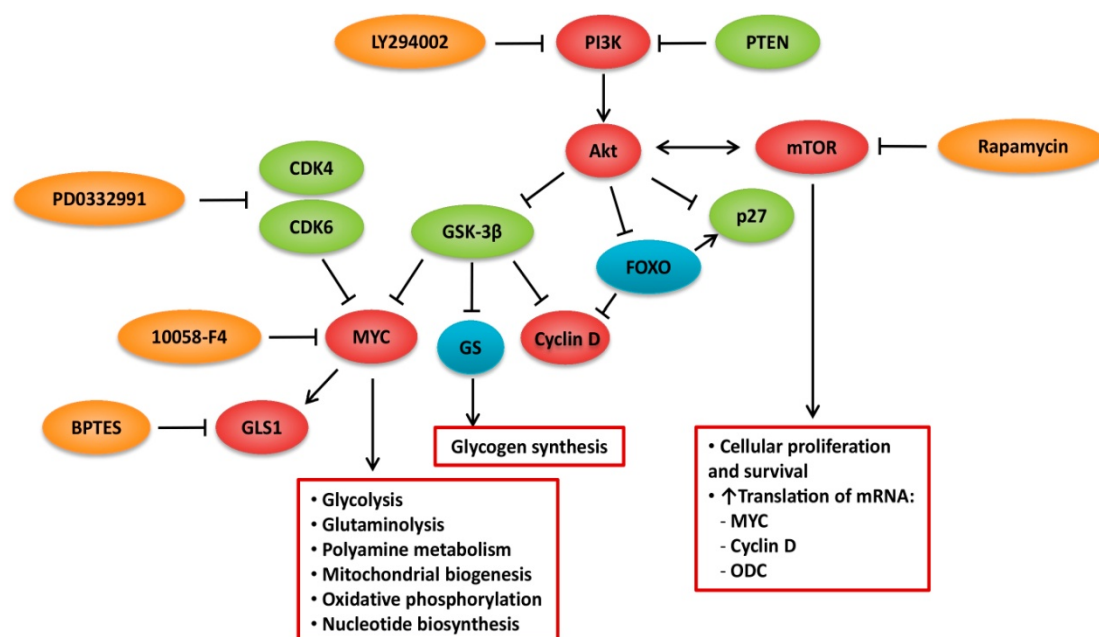 LY294002
PI3K
PTEN
Akt
mTOR
Rapamycin
CDK4
PD0332991
CDK6
GSK-3β
p27
FOXO
10058-F4
MYC
GS
Cyclin D
BPTES
GLS1
Glycogen synthesis
• Cellular proliferation
and survival
• ↑Translation of mRNA:
- MYC
- Cyclin D
- ODC
• Glycolysis
• Glutaminolysis
• Polyamine metabolism
• Mitochondrial biogenesis
• Oxidative phosphorylation
• Nucleotide biosynthesis